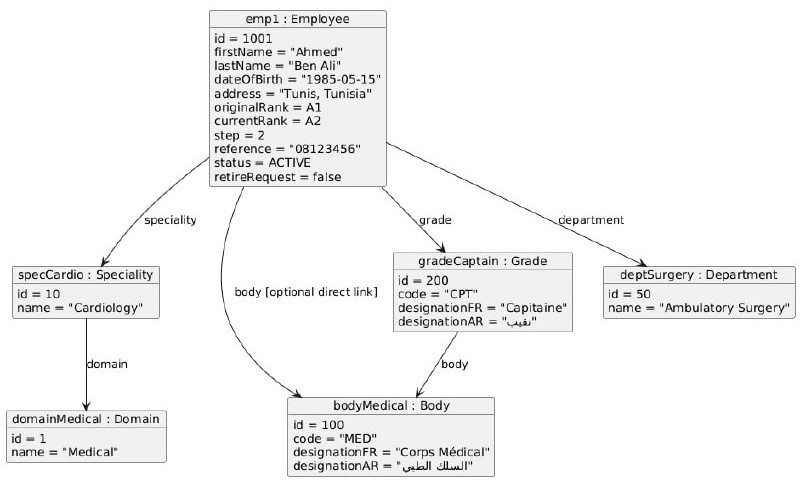 emp1 : Employee
id = 1001
firstName = "Ahmed"
lastName = "Ben Ali"
dateOfBirth = "1985-05-15"
address = "Tunis, Tunisia"
originalRank = A1
currentRank = A2
step = 2
reference = "08123456"
status = ACTIVE
retireRequest = false
speciality
grade
department
body [optional direct link]
specCardio : Speciality
id = 10
name = "Cardiology"
gradeCaptain : Grade
id = 200
code = "CPT"
designationFR = "Capitaine"
designationAR = "نقيب"
deptSurgery : Department
id = 50
name = "Ambulatory Surgery"
domain
body
domainMedical : Domain
id = 1
name = "Medical"
bodyMedical : Body
id = 100
code = "MED"
designationFR = "Corps Médical"
designationAR = "السلك الطبي"